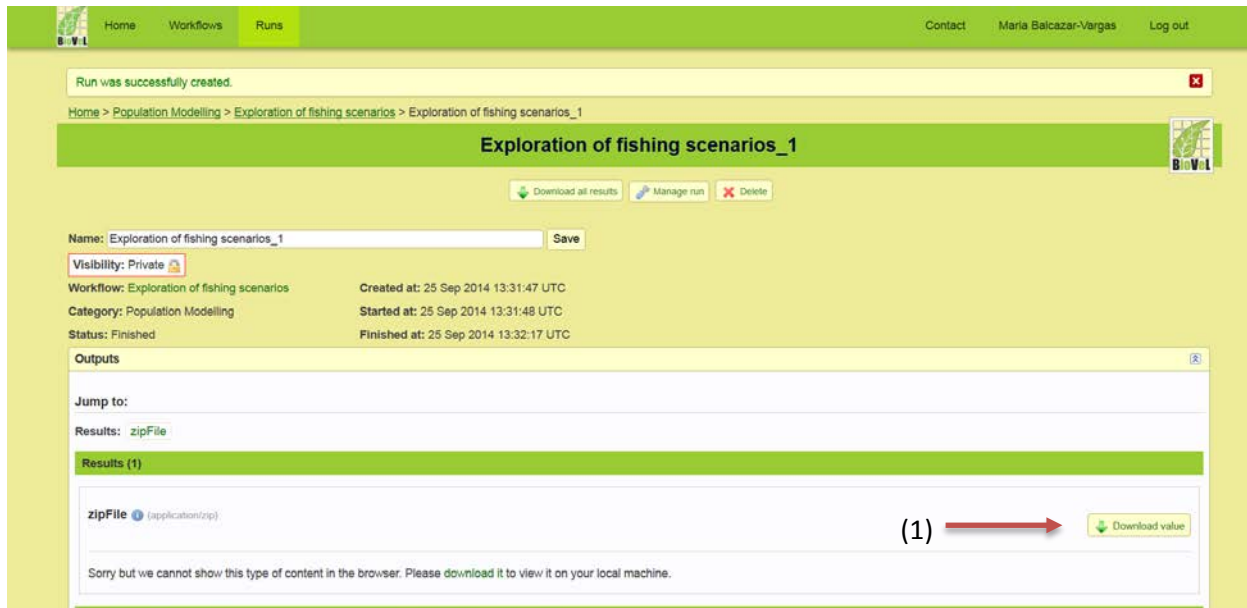 Home Workflows Runs Contact Maria Balcazar-Vargas Log out
BioVeL
Run was successfully created.
Home > Population Modelling > Exploration of fishing scenarios > Exploration of fishing scenarios_1
Exploration of fishing scenarios_1
BioVeL
Download all results Manage run Delete
Name: Exploration of fishing scenarios_1 Save
Visibility: Private
Workflow: Exploration of fishing scenarios Created at: 25 Sep 2014 13:31:47 UTC
Category: Population Modelling Started at: 25 Sep 2014 13:31:48 UTC
Status: Finished Finished at: 25 Sep 2014 13:32:17 UTC
Outputs
Jump to:
Results: zipFile
Results (1)
zipFile (application/zip)
(1) Download value
Sorry but we cannot show this type of content in the browser. Please download it to view it on your local machine.